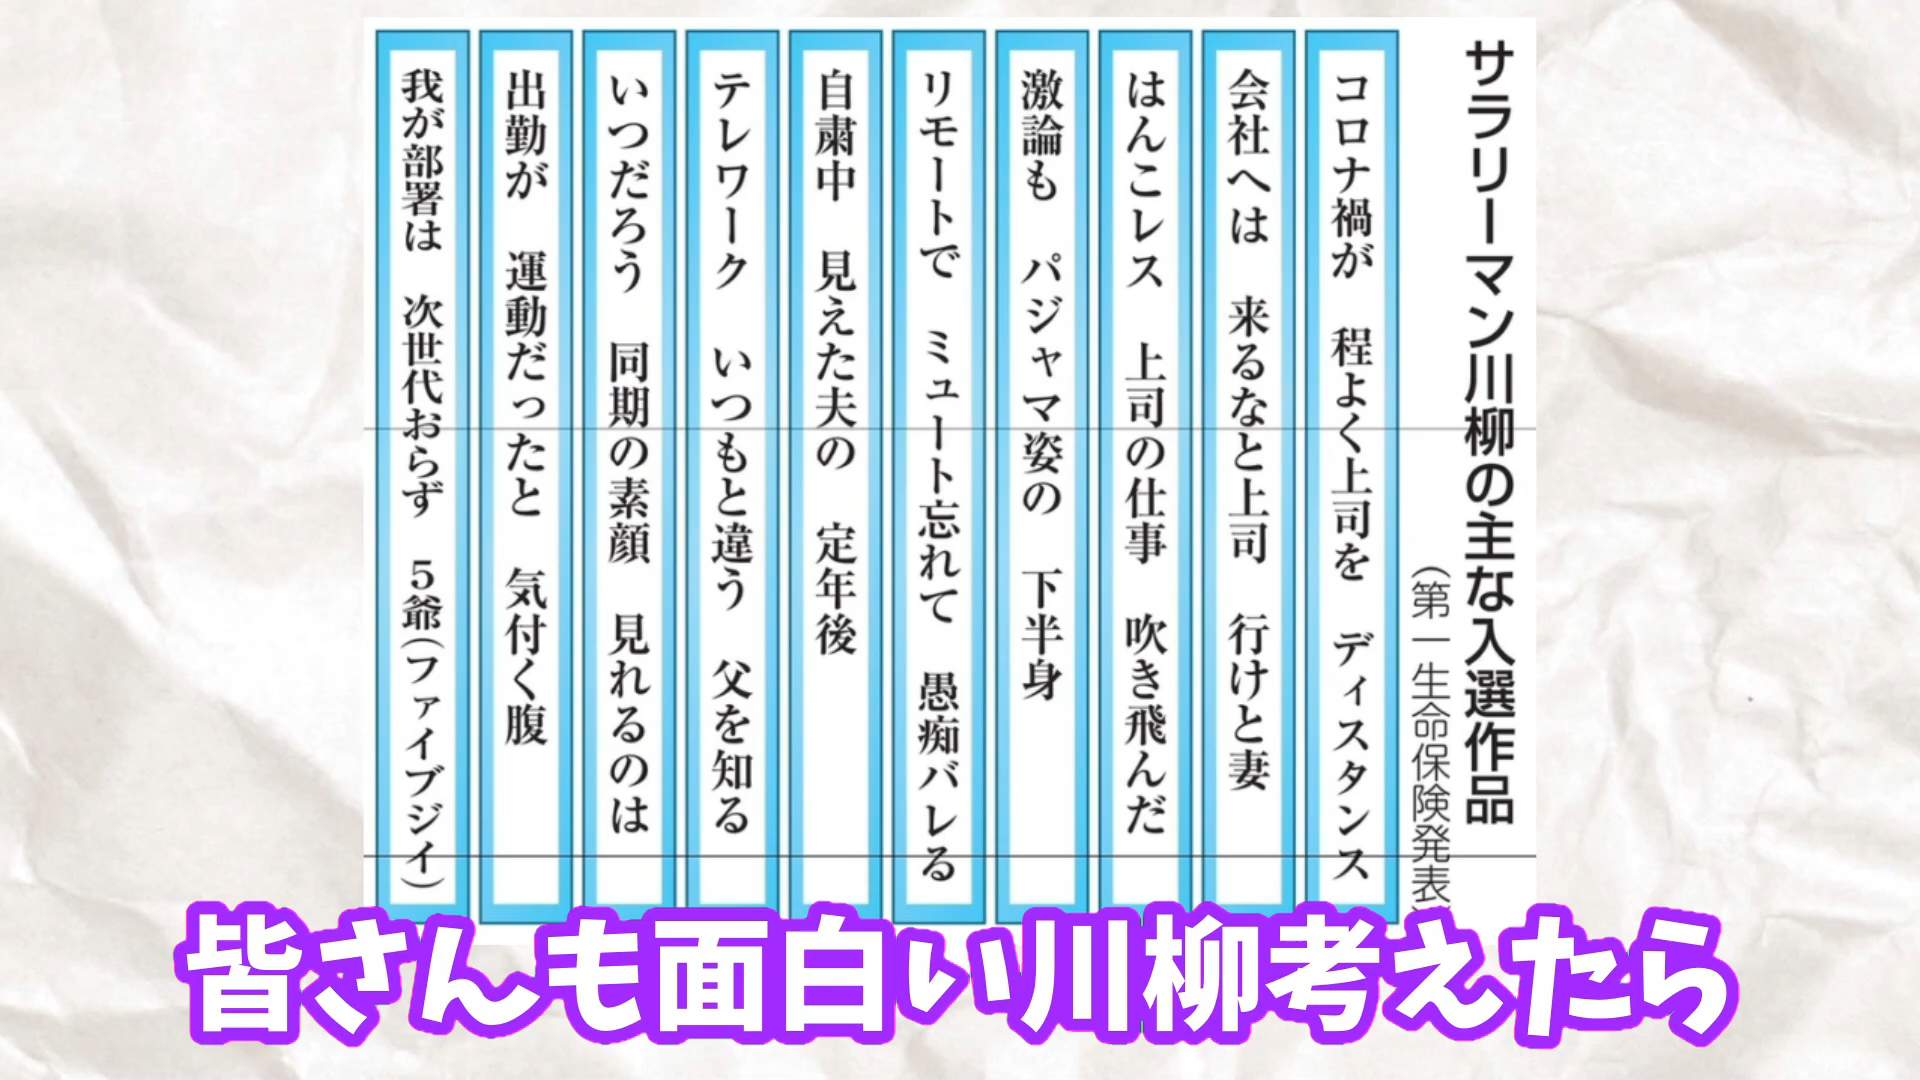 サラリーマン川柳の主な入選作品
（第一生命保険発表）
コロナ禍が　程よく上司を　ディスタンス
会社へは　来るなと上司　行けと妻
はんこレス　上司の仕事　吹き飛んだ
激論も　パジャマ姿の　下半身
リモートで　ミュート忘れて　愚痴バレる
自粛中　見えた夫の　定年後
テレワーク　いつもと違う　父を知る
いつだろう　同期の素顔　見れるのは
出勤が　運動だったと　気付く腹
我が部署は　次世代おらず　５爺（ファイブジイ）
皆さんも面白い川柳考えたら